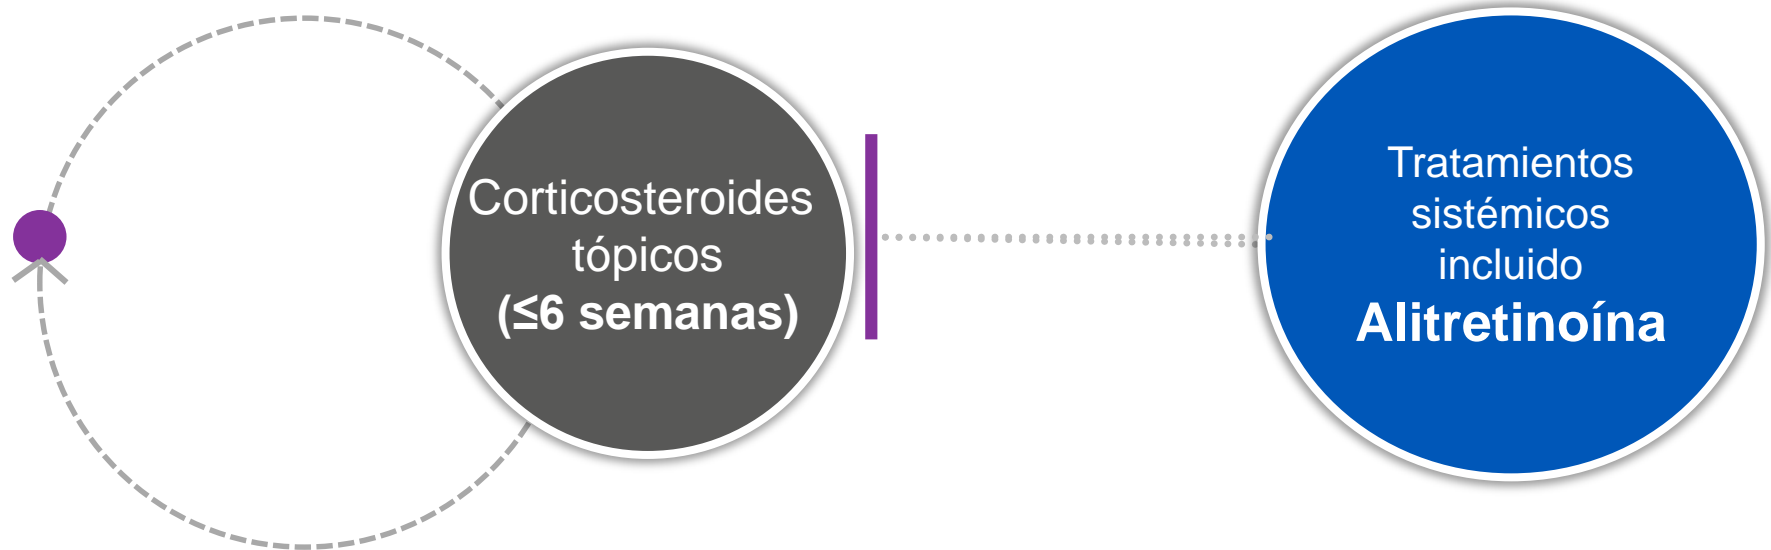 Corticosteroides
tópicos
(≤6 semanas)
Tratamientos
sistémicos
incluido
Alitretinoína